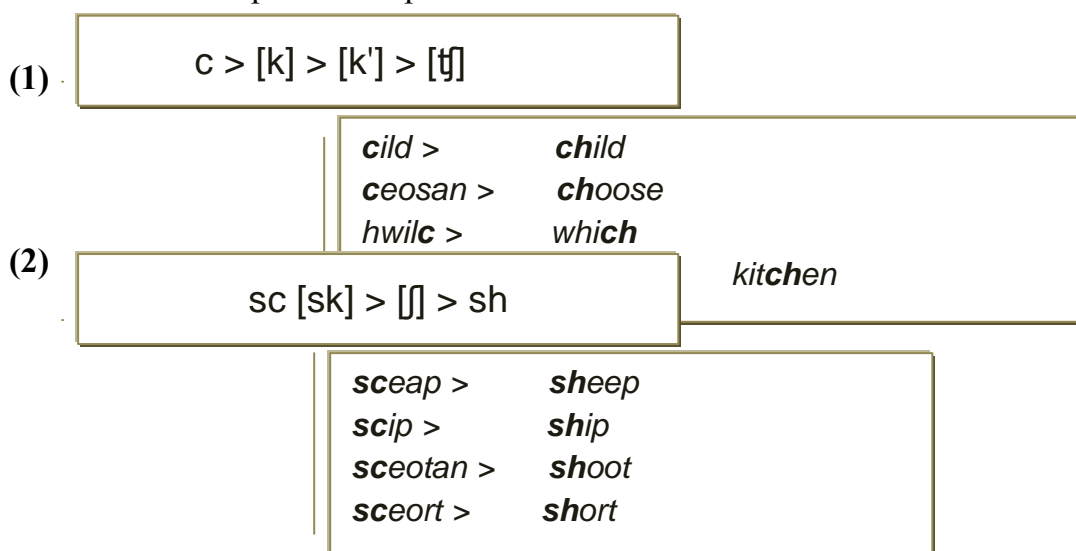 (1)
c > [k] > [k'] > [ʧ]
cild > child
ceosan > choose
hwilc > which
kitchen
(2)
sc [sk] > [ʃ] > sh
sceap > sheep
scip > ship
sceotan > shoot
sceort > short